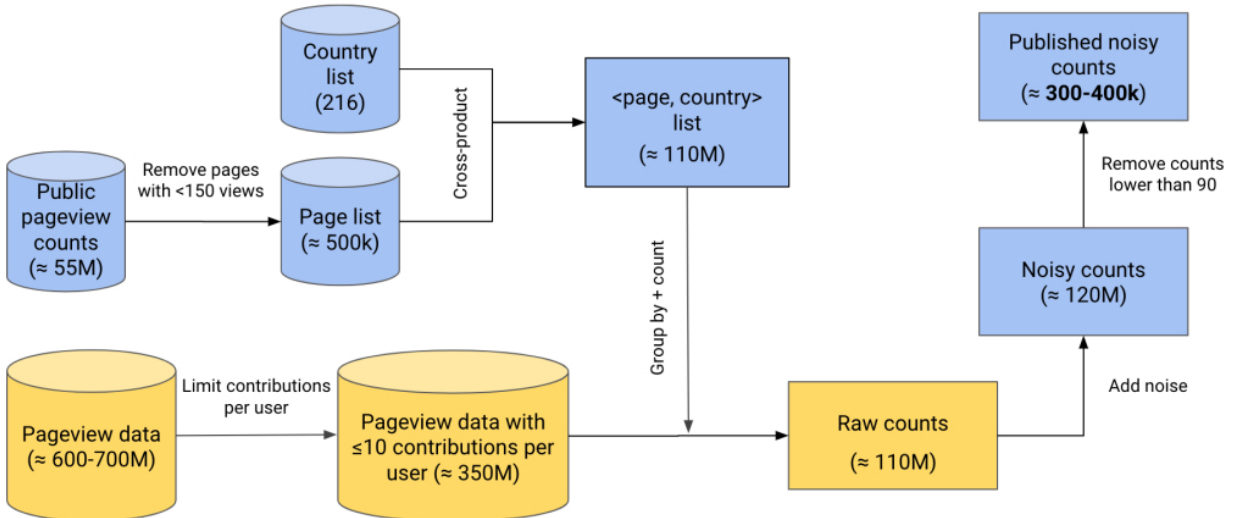 Country
list
(216)
Public
pageview
counts
(≈ 55M)
Remove pages
with <150 views
Page list
(≈ 500k)
Cross-product
<page, country>
list
(≈ 110M)
Group by + count
Pageview data
(≈ 600-700M)
Limit contributions
per user
Pageview data with
≤10 contributions per
user (≈ 350M)
Raw counts
(≈ 110M)
Add noise
Noisy counts
(≈ 120M)
Remove counts
lower than 90
Published noisy
counts
(≈ 300-400k)